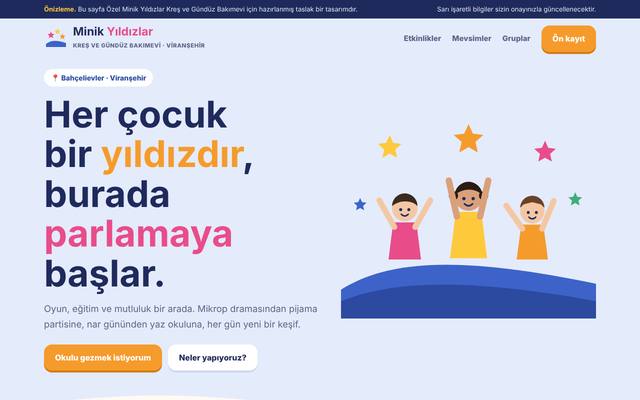 Önizleme. Bu sayfa Özel Minik Yıldızlar Kreş ve Gündüz Bakımevi için hazırlanmış taslak bir tasarımdır.
Sarı işaretli bilgiler sizin onayınızla güncellenecektir.
Minik Yıldızlar
KREŞ VE GÜNDÜZ BAKIMEVİ · VİRANŞEHİR
Etkinlikler
Mevsimler
Gruplar
Ön kayıt
Bahçelievler · Viranşehir
Her çocuk
bir yıldızdır,
burada
parlamaya
başlar.
Oyun, eğitim ve mutluluk bir arada. Mikrop dramasından pijama
partisine, nar gününden yaz okuluna, her gün yeni bir keşif.
Okulu gezmek istiyorum
Neler yapıyoruz?